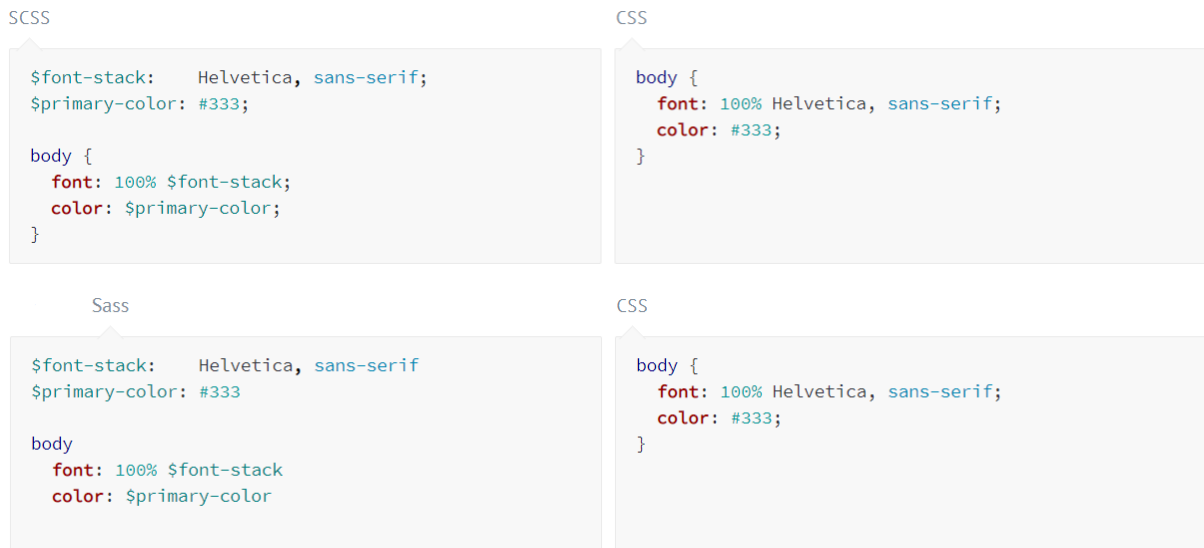 SCSS
$font-stack:    Helvetica, sans-serif;
$primary-color: #333;

body {
  font: 100% $font-stack;
  color: $primary-color;
}
CSS
body {
  font: 100% Helvetica, sans-serif;
  color: #333;
}
Sass
$font-stack:    Helvetica, sans-serif
$primary-color: #333

body
  font: 100% $font-stack
  color: $primary-color
CSS
body {
  font: 100% Helvetica, sans-serif;
  color: #333;
}